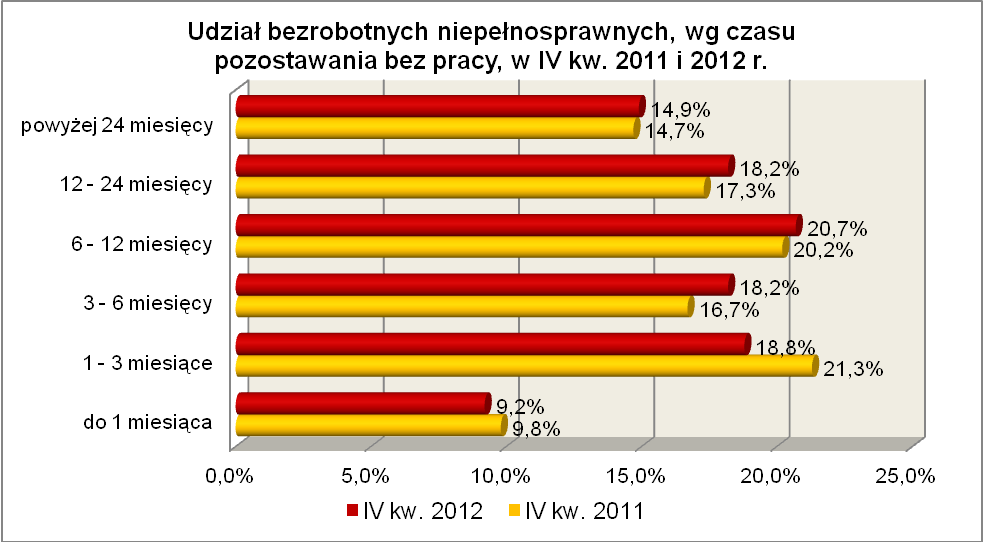 Udział bezrobotnych niepełnosprawnych, wg czasu
pozostawania bez pracy, w IV kw. 2011 i 2012 r.
powyżej 24 miesięcy
14,9%
14,7%
12 - 24 miesięcy
18,2%
17,3%
6 - 12 miesięcy
20,7%
20,2%
3 - 6 miesięcy
18,2%
16,7%
1 - 3 miesiące
18,8%
21,3%
do 1 miesiąca
9,2%
9,8%
0,0% 5,0% 10,0% 15,0% 20,0% 25,0%
IV kw. 2012 IV kw. 2011